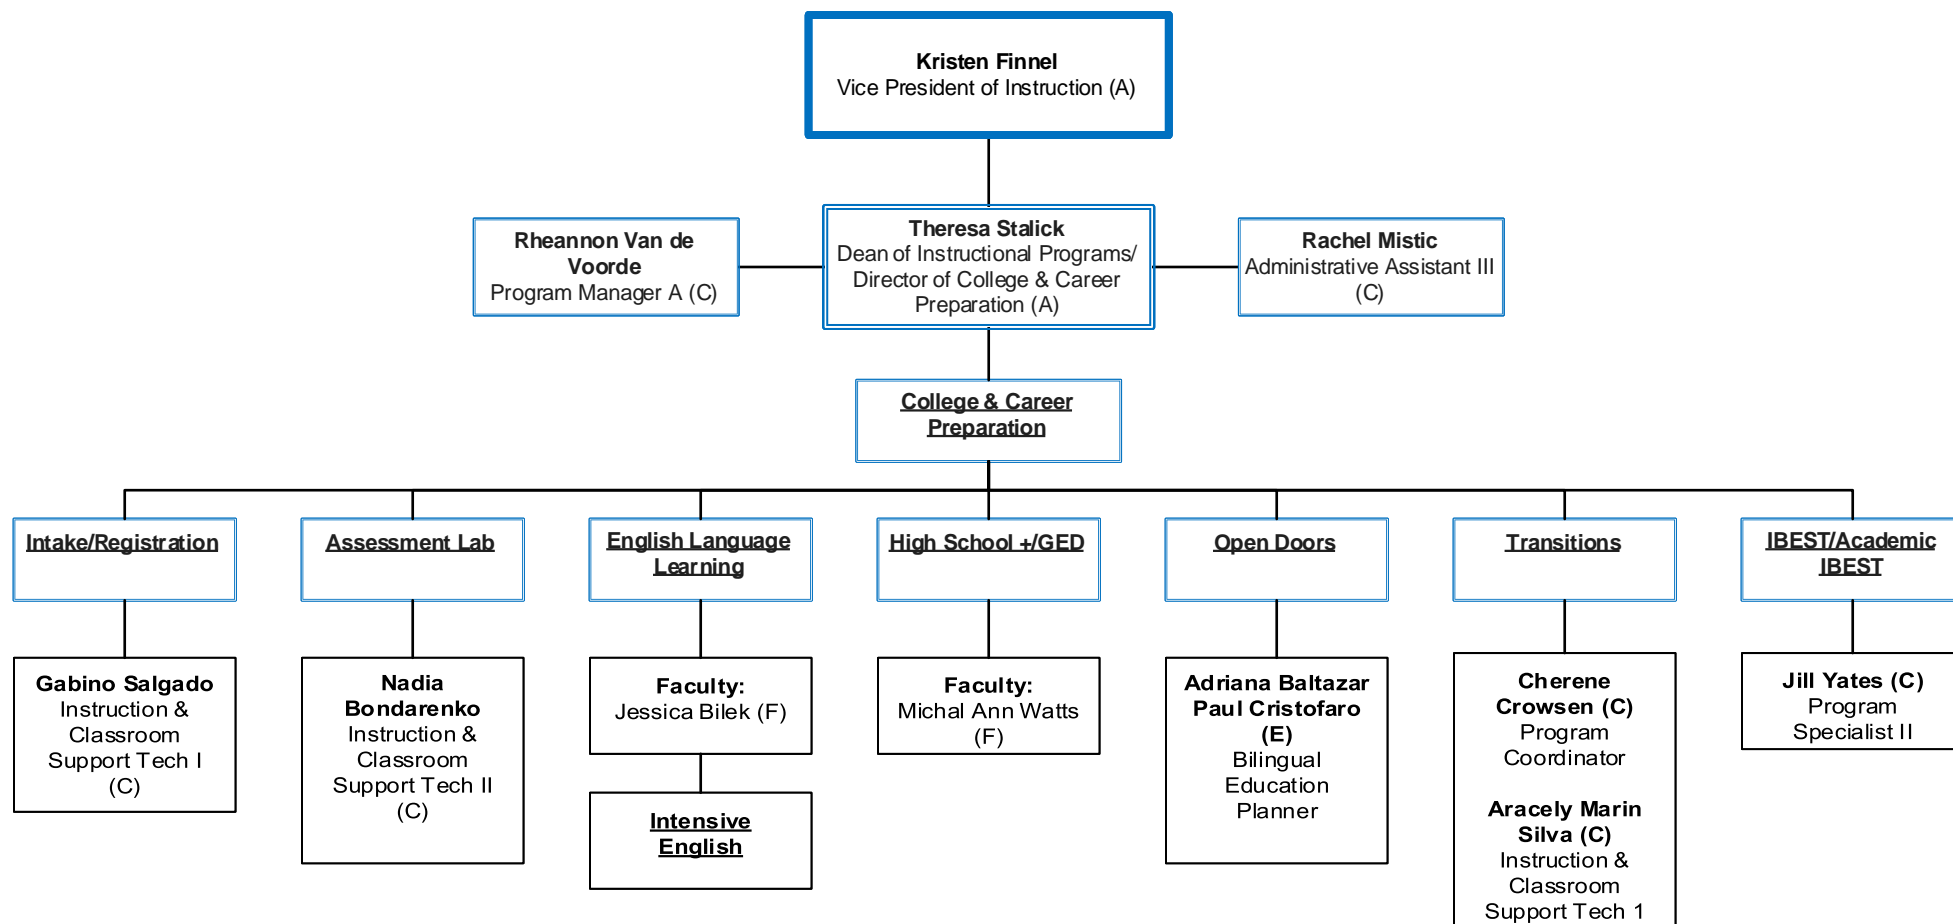 Kristen Finnel
Vice President of Instruction (A)
Rheannon Van de
Voorde
Program Manager A (C)
Theresa Stalick
Dean of Instructional Programs/
Director of College & Career
Preparation (A)
Rachel Mistic
Administrative Assistant III
(C)
College & Career
Preparation
Intake/Registration
Assessment Lab
English Language
Learning
High School +/GED
Open Doors
Transitions
IBEST/Academic
IBEST
Gabino Salgado
Instruction &
Classroom
Support Tech I
(C)
Nadia
Bondarenko
Instruction &
Classroom
Support Tech II
(C)
Faculty:
Jessica Bilek (F)
Intensive
English
Faculty:
Michal Ann Watts
(F)
Adriana Baltazar
Paul Cristofaro
(E)
Bilingual
Education
Planner
Cherene
Crowsen (C)
Program
Coordinator
Aracely Marin
Silva (C)
Instruction &
Classroom
Support Tech 1
Jill Yates (C)
Program
Specialist II